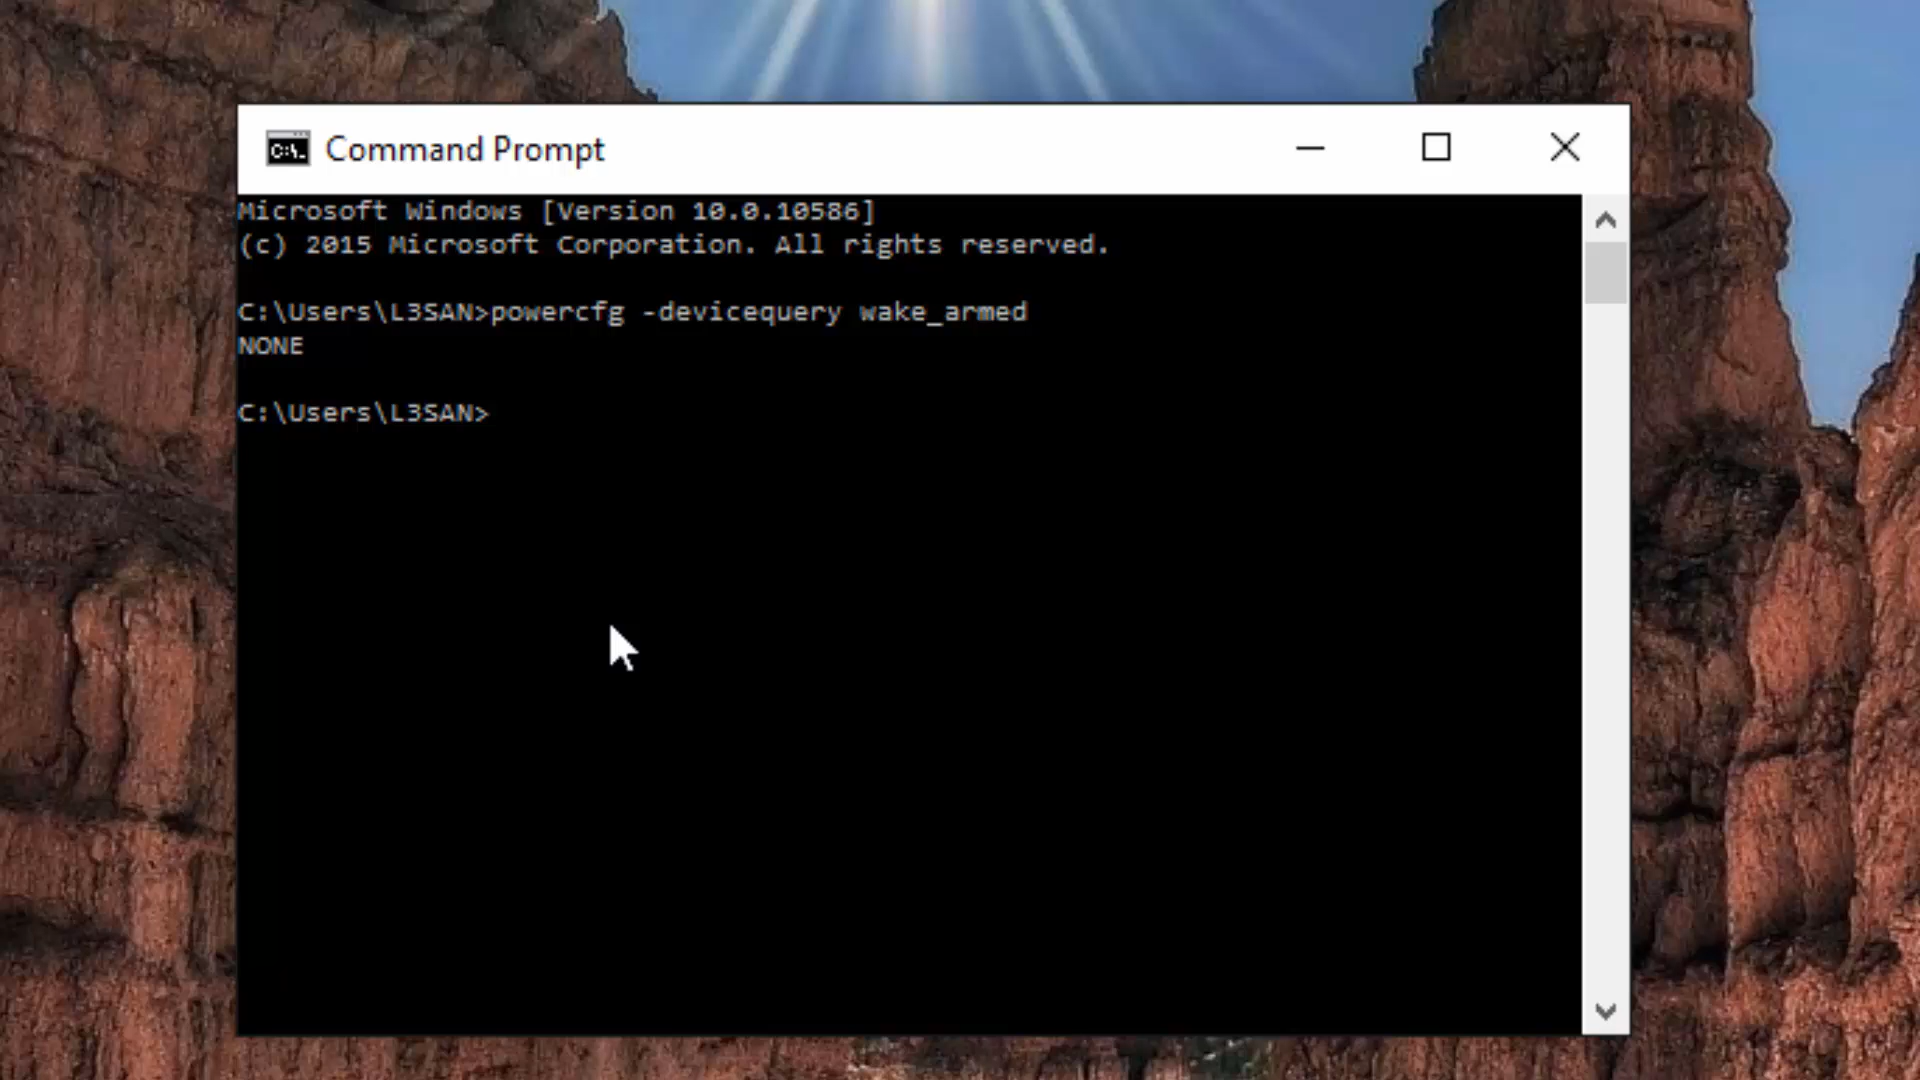 Command Prompt
Microsoft Windows [Version 10.0.10586]
(c) 2015 Microsoft Corporation. All rights reserved.
C:\Users\L3SAN>powercfg -devicequery wake_armed
NONE
C:\Users\L3SAN>